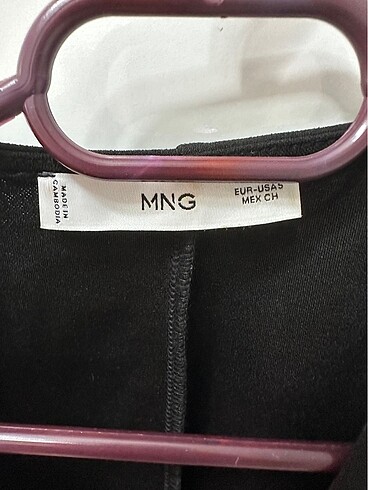 MADE IN
CAMBODIA
MNG
EUR-USA S
MEX CH